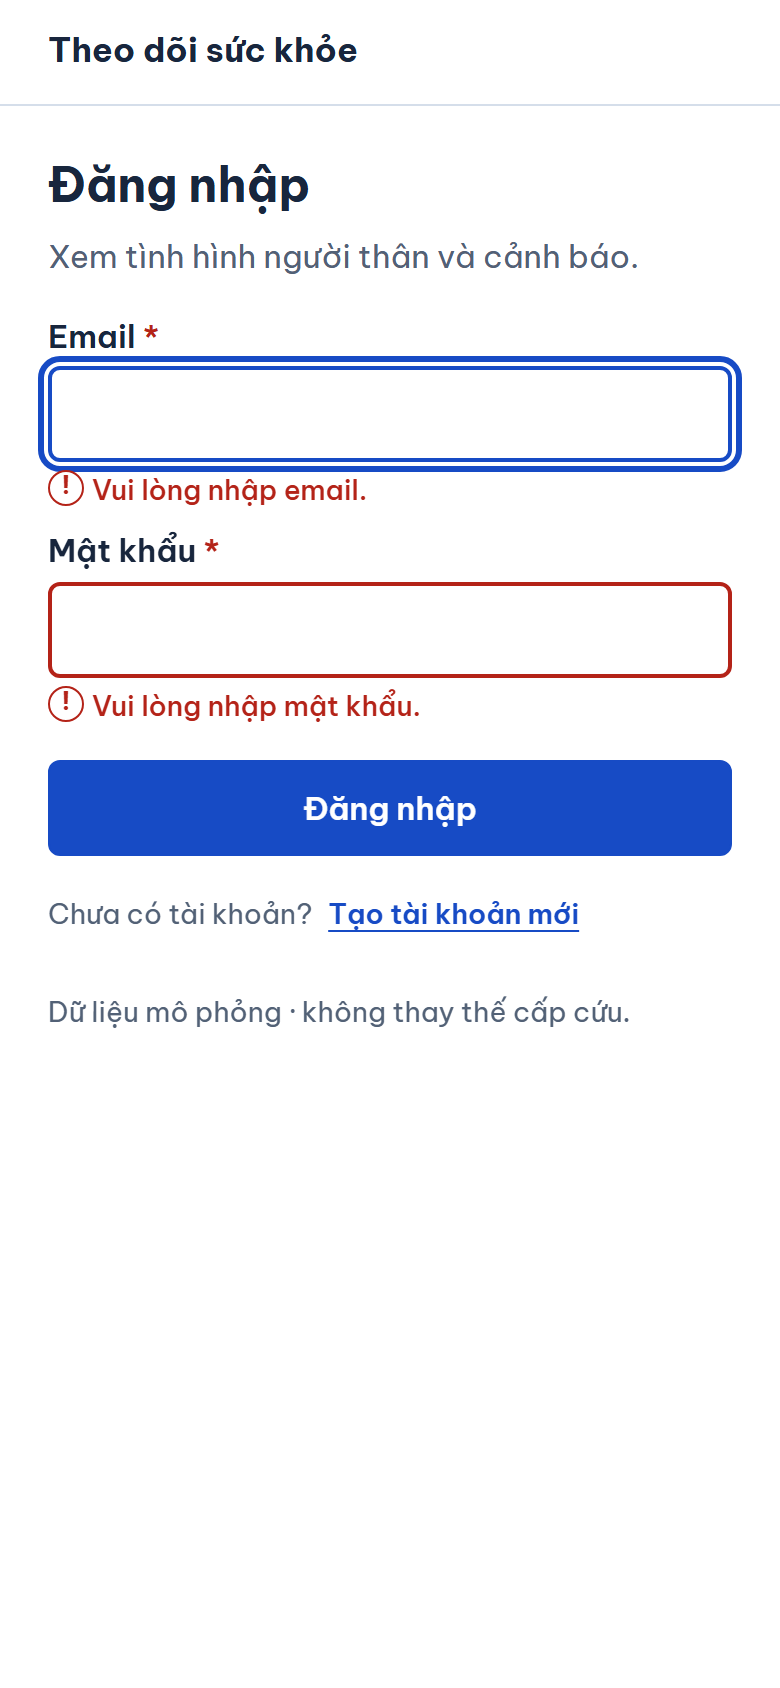 Theo dõi sức khỏe
Đăng nhập
Xem tình hình người thân và cảnh báo.
Email *
! Vui lòng nhập email.
Mật khẩu *
! Vui lòng nhập mật khẩu.
Đăng nhập
Chưa có tài khoản? Tạo tài khoản mới
Dữ liệu mô phỏng · không thay thế cấp cứu.